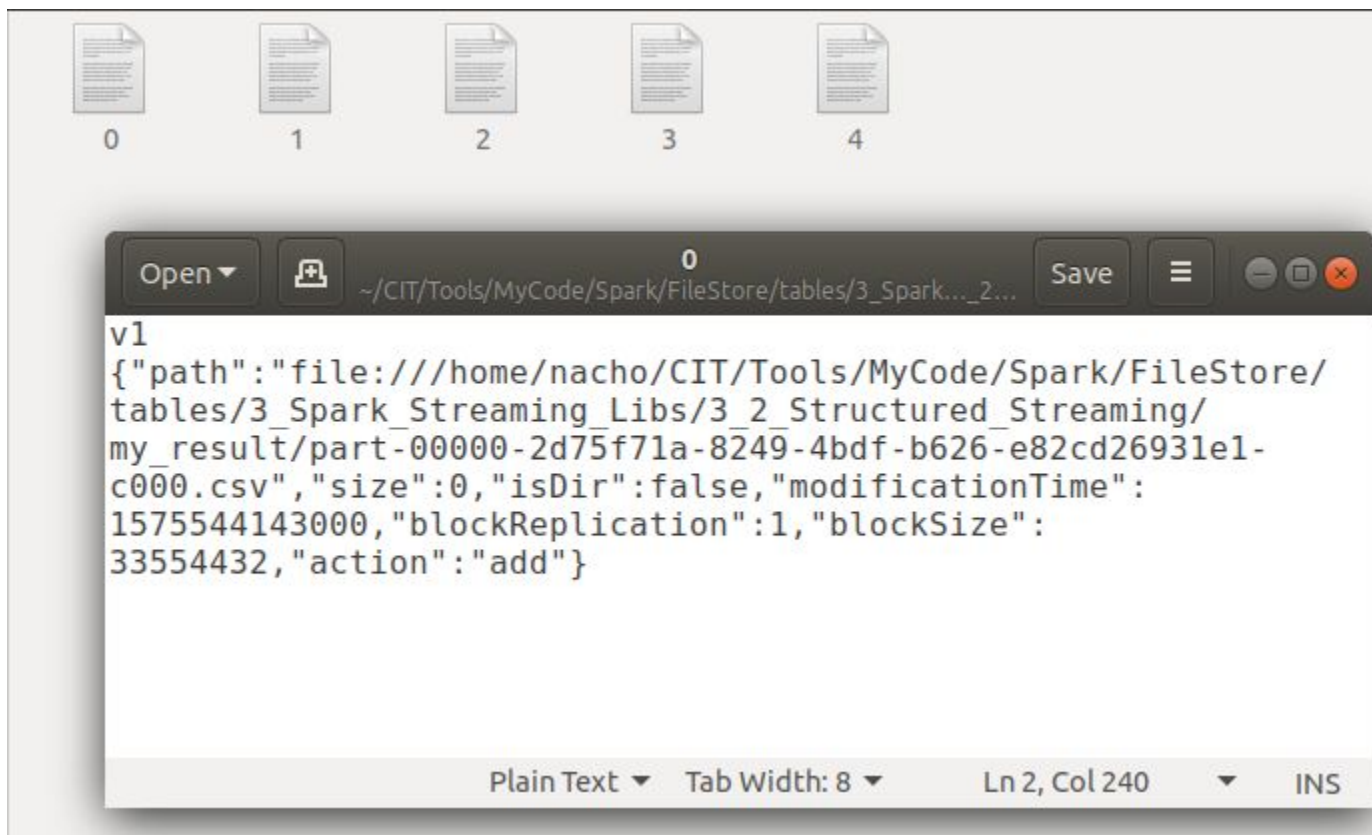 0 1 2 3 4
Open 0 Save
~/CIT/Tools/MyCode/Spark/FileStore/tables/3_Spark..._2...
v1
{"path":"file:///home/nacho/CIT/Tools/MyCode/Spark/FileStore/
tables/3_Spark_Streaming_Libs/3_2_Structured_Streaming/
my_result/part-00000-2d75f71a-8249-4bdf-b626-e82cd26931e1-
c000.csv","size":0,"isDir":false,"modificationTime":
1575544143000,"blockReplication":1,"blockSize":
33554432,"action":"add"}
Plain Text Tab Width: 8 Ln 2, Col 240 INS